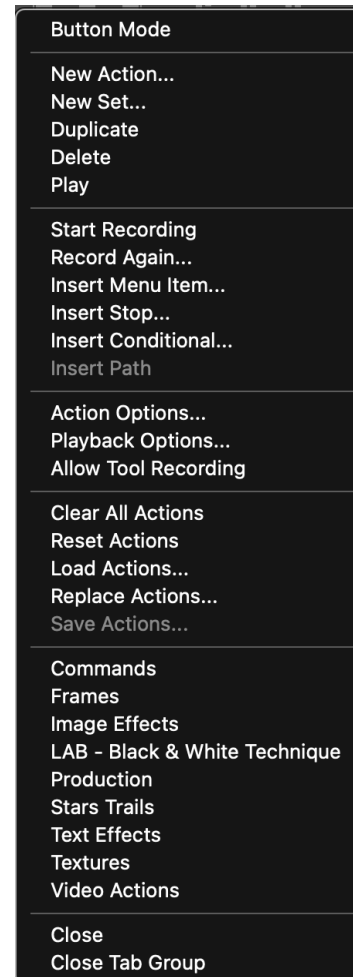 Button Mode
New Action...
New Set...
Duplicate
Delete
Play
Start Recording
Record Again...
Insert Menu Item...
Insert Stop...
Insert Conditional...
Insert Path
Action Options...
Playback Options...
Allow Tool Recording
Clear All Actions
Reset Actions
Load Actions...
Replace Actions...
Save Actions...
Commands
Frames
Image Effects
LAB - Black & White Technique
Production
Stars Trails
Text Effects
Textures
Video Actions
Close
Close Tab Group